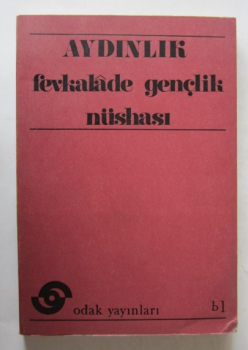 AYDINLIK
fevkalâde gençlik
nüshası
odak yayınları
b1